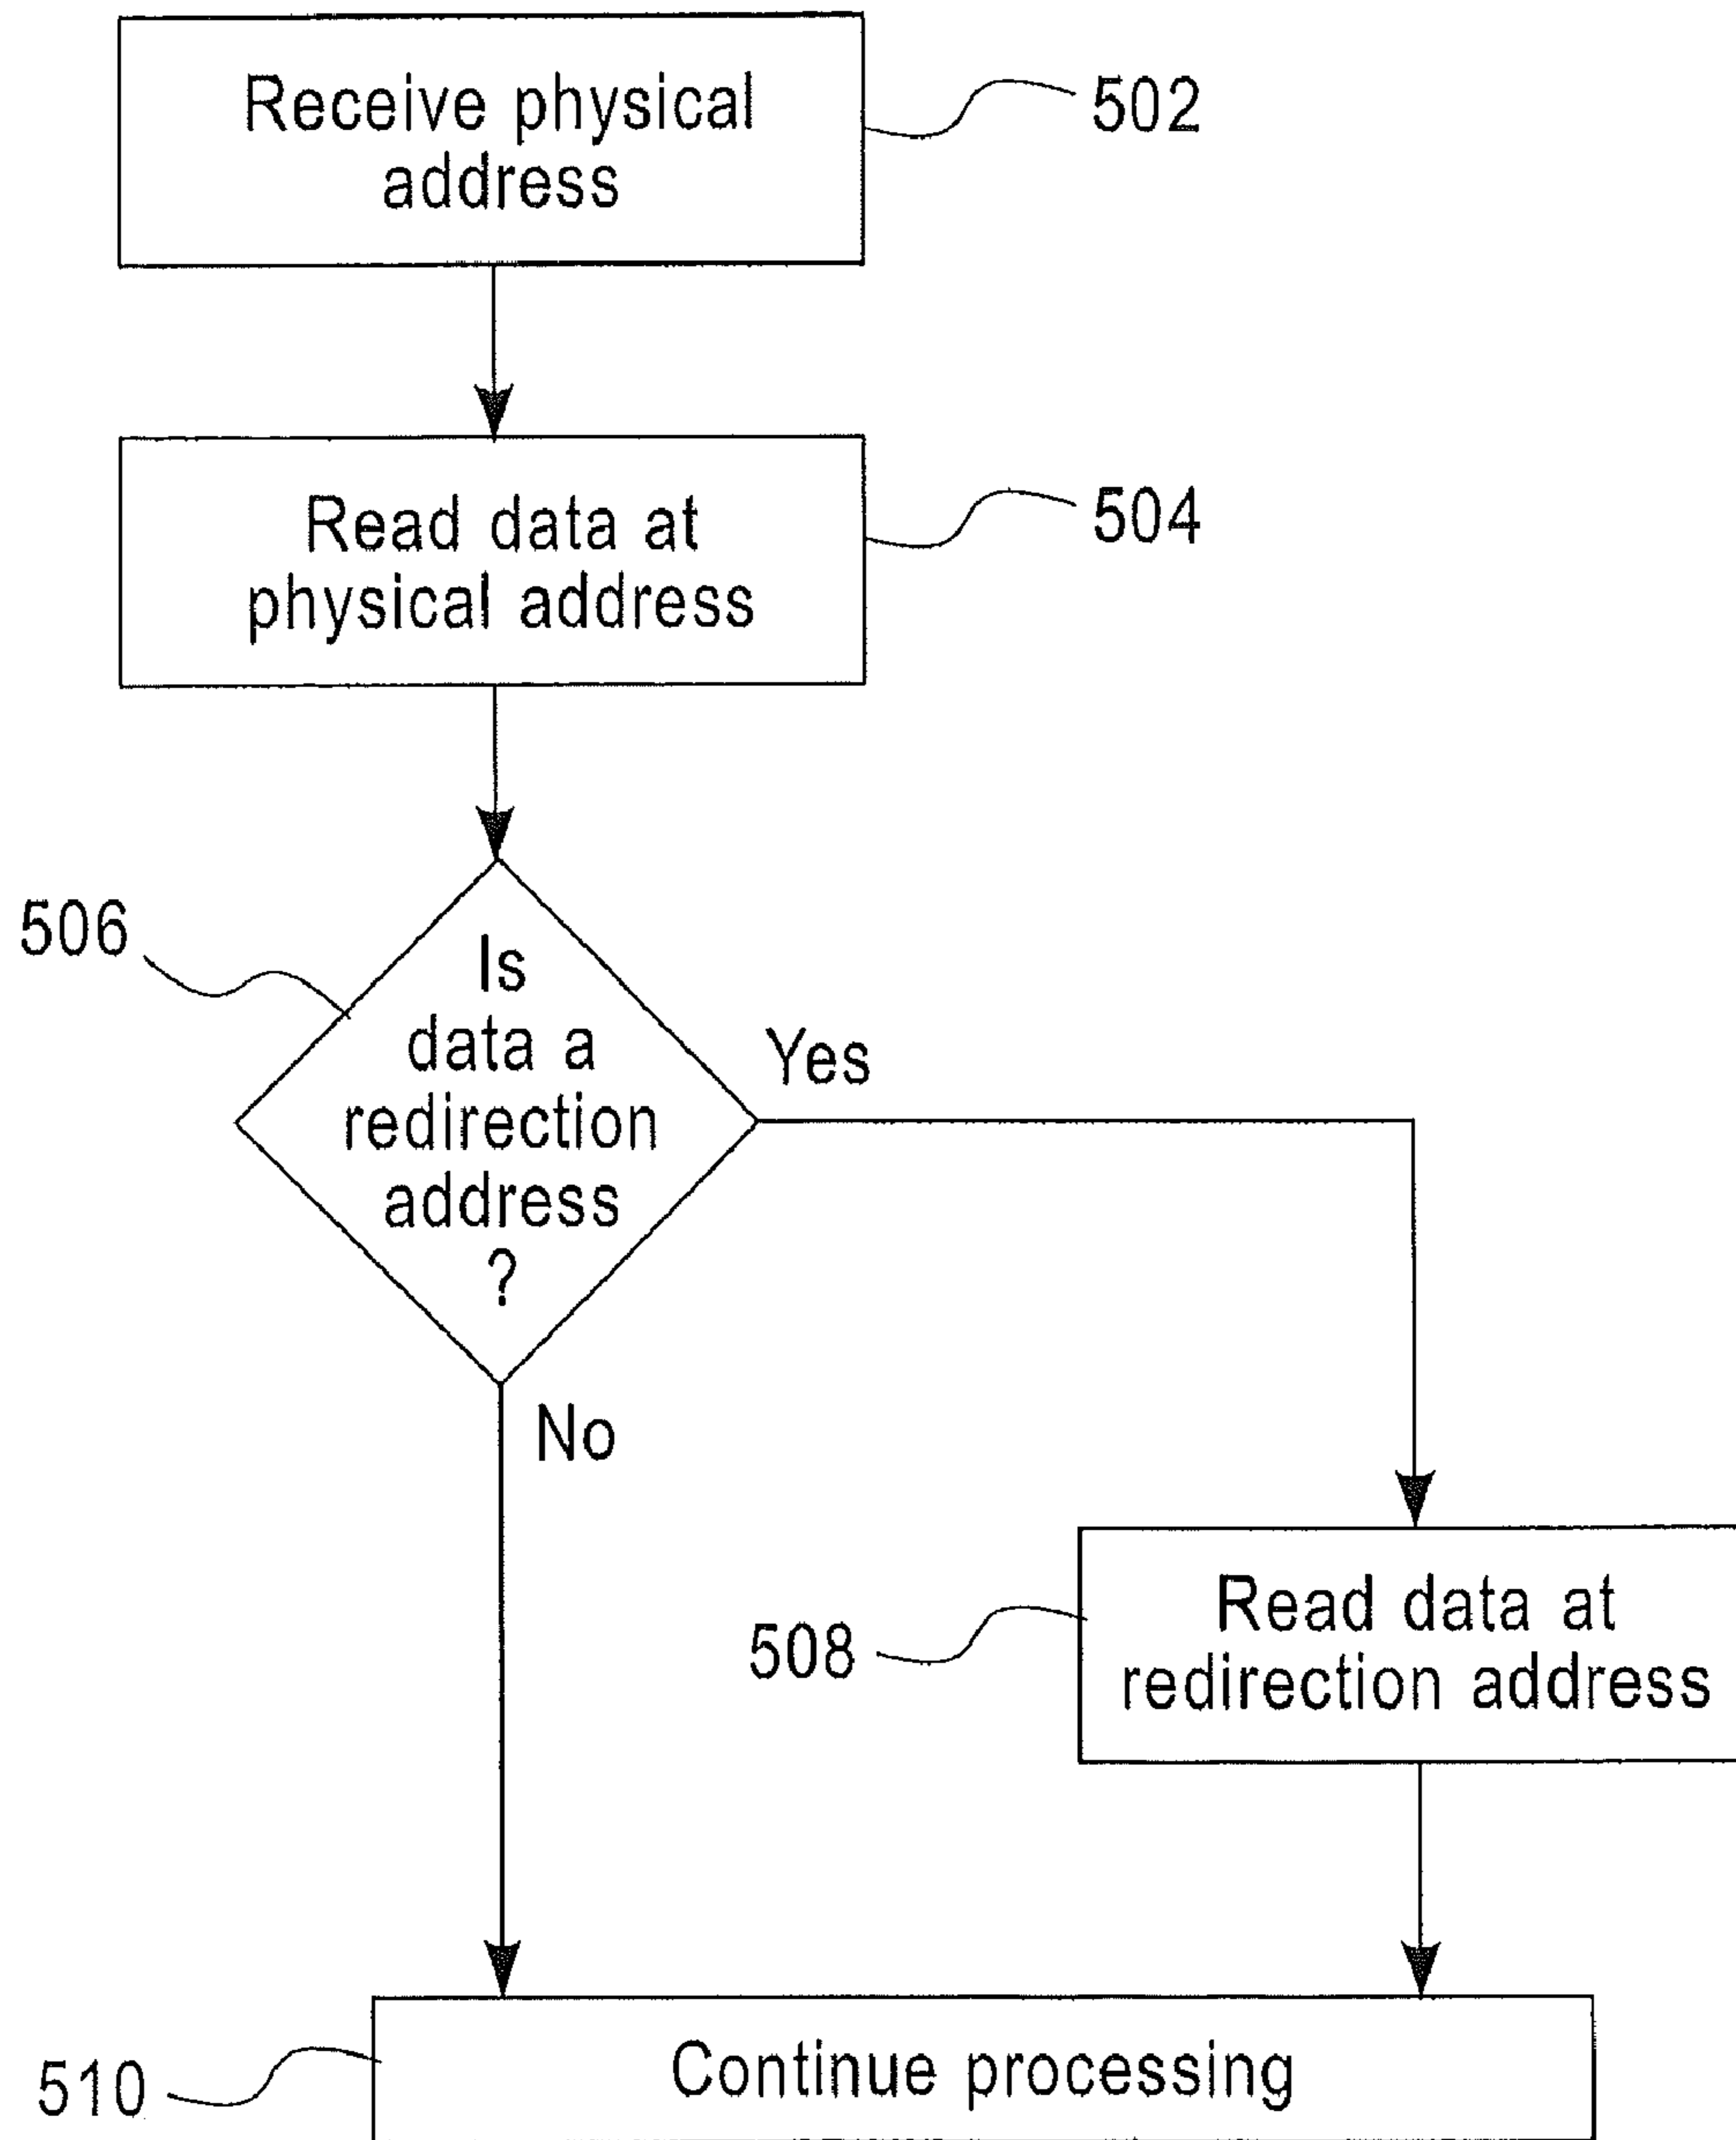 Receive physical
address
502
Read data at
physical address
504
506
Is
data a
redirection
address
?
Yes
No
508
Read data at
redirection address
510
Continue processing